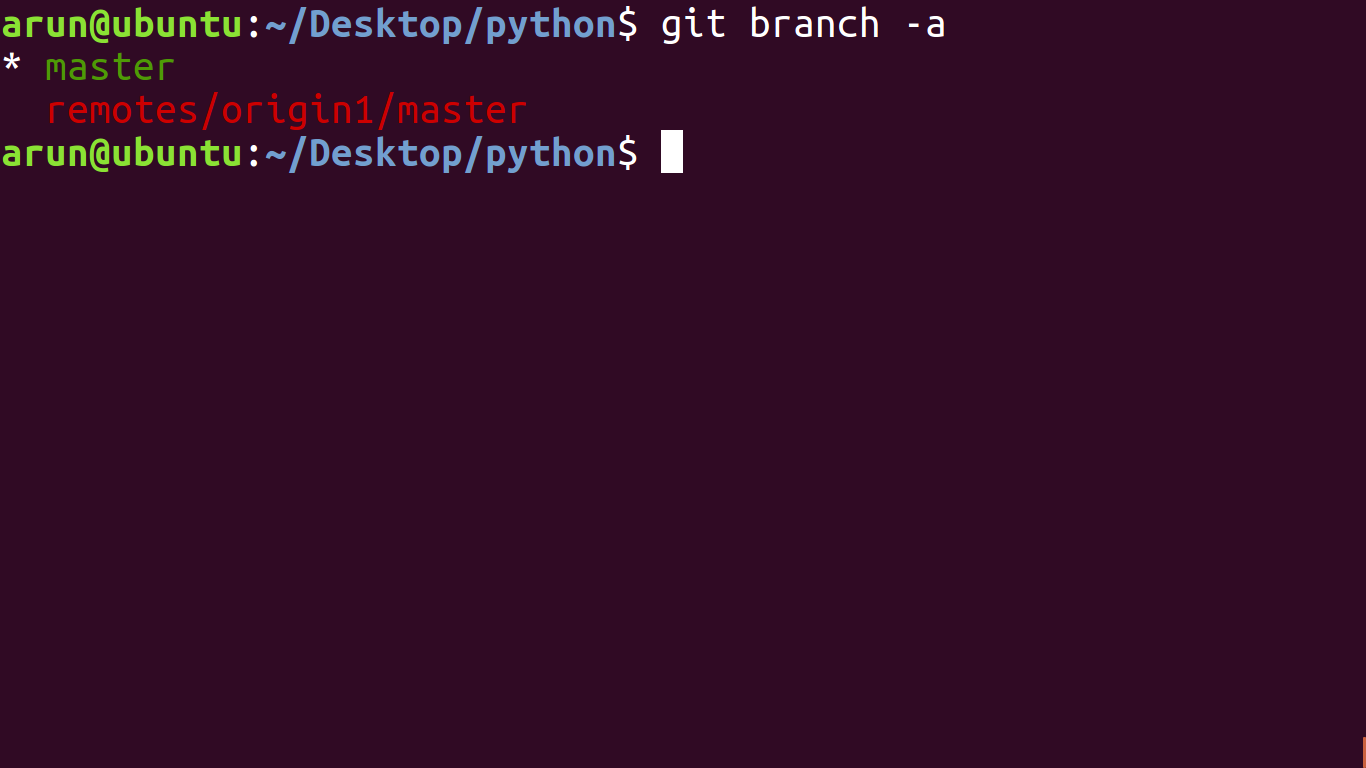 arun@ubuntu:~/Desktop/python$ git branch -a
* master
  remotes/origin1/master
arun@ubuntu:~/Desktop/python$